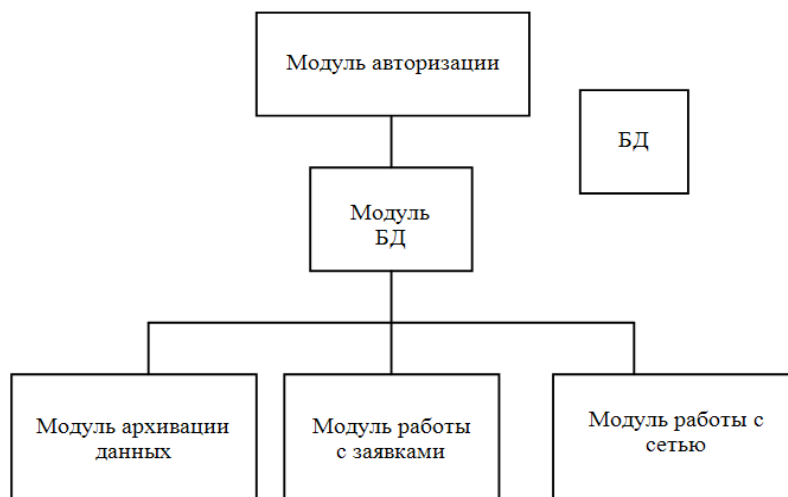 Модуль авторизации
БД
Модуль
БД
Модуль архивации
данных
Модуль работы
с заявками
Модуль работы с
сетью